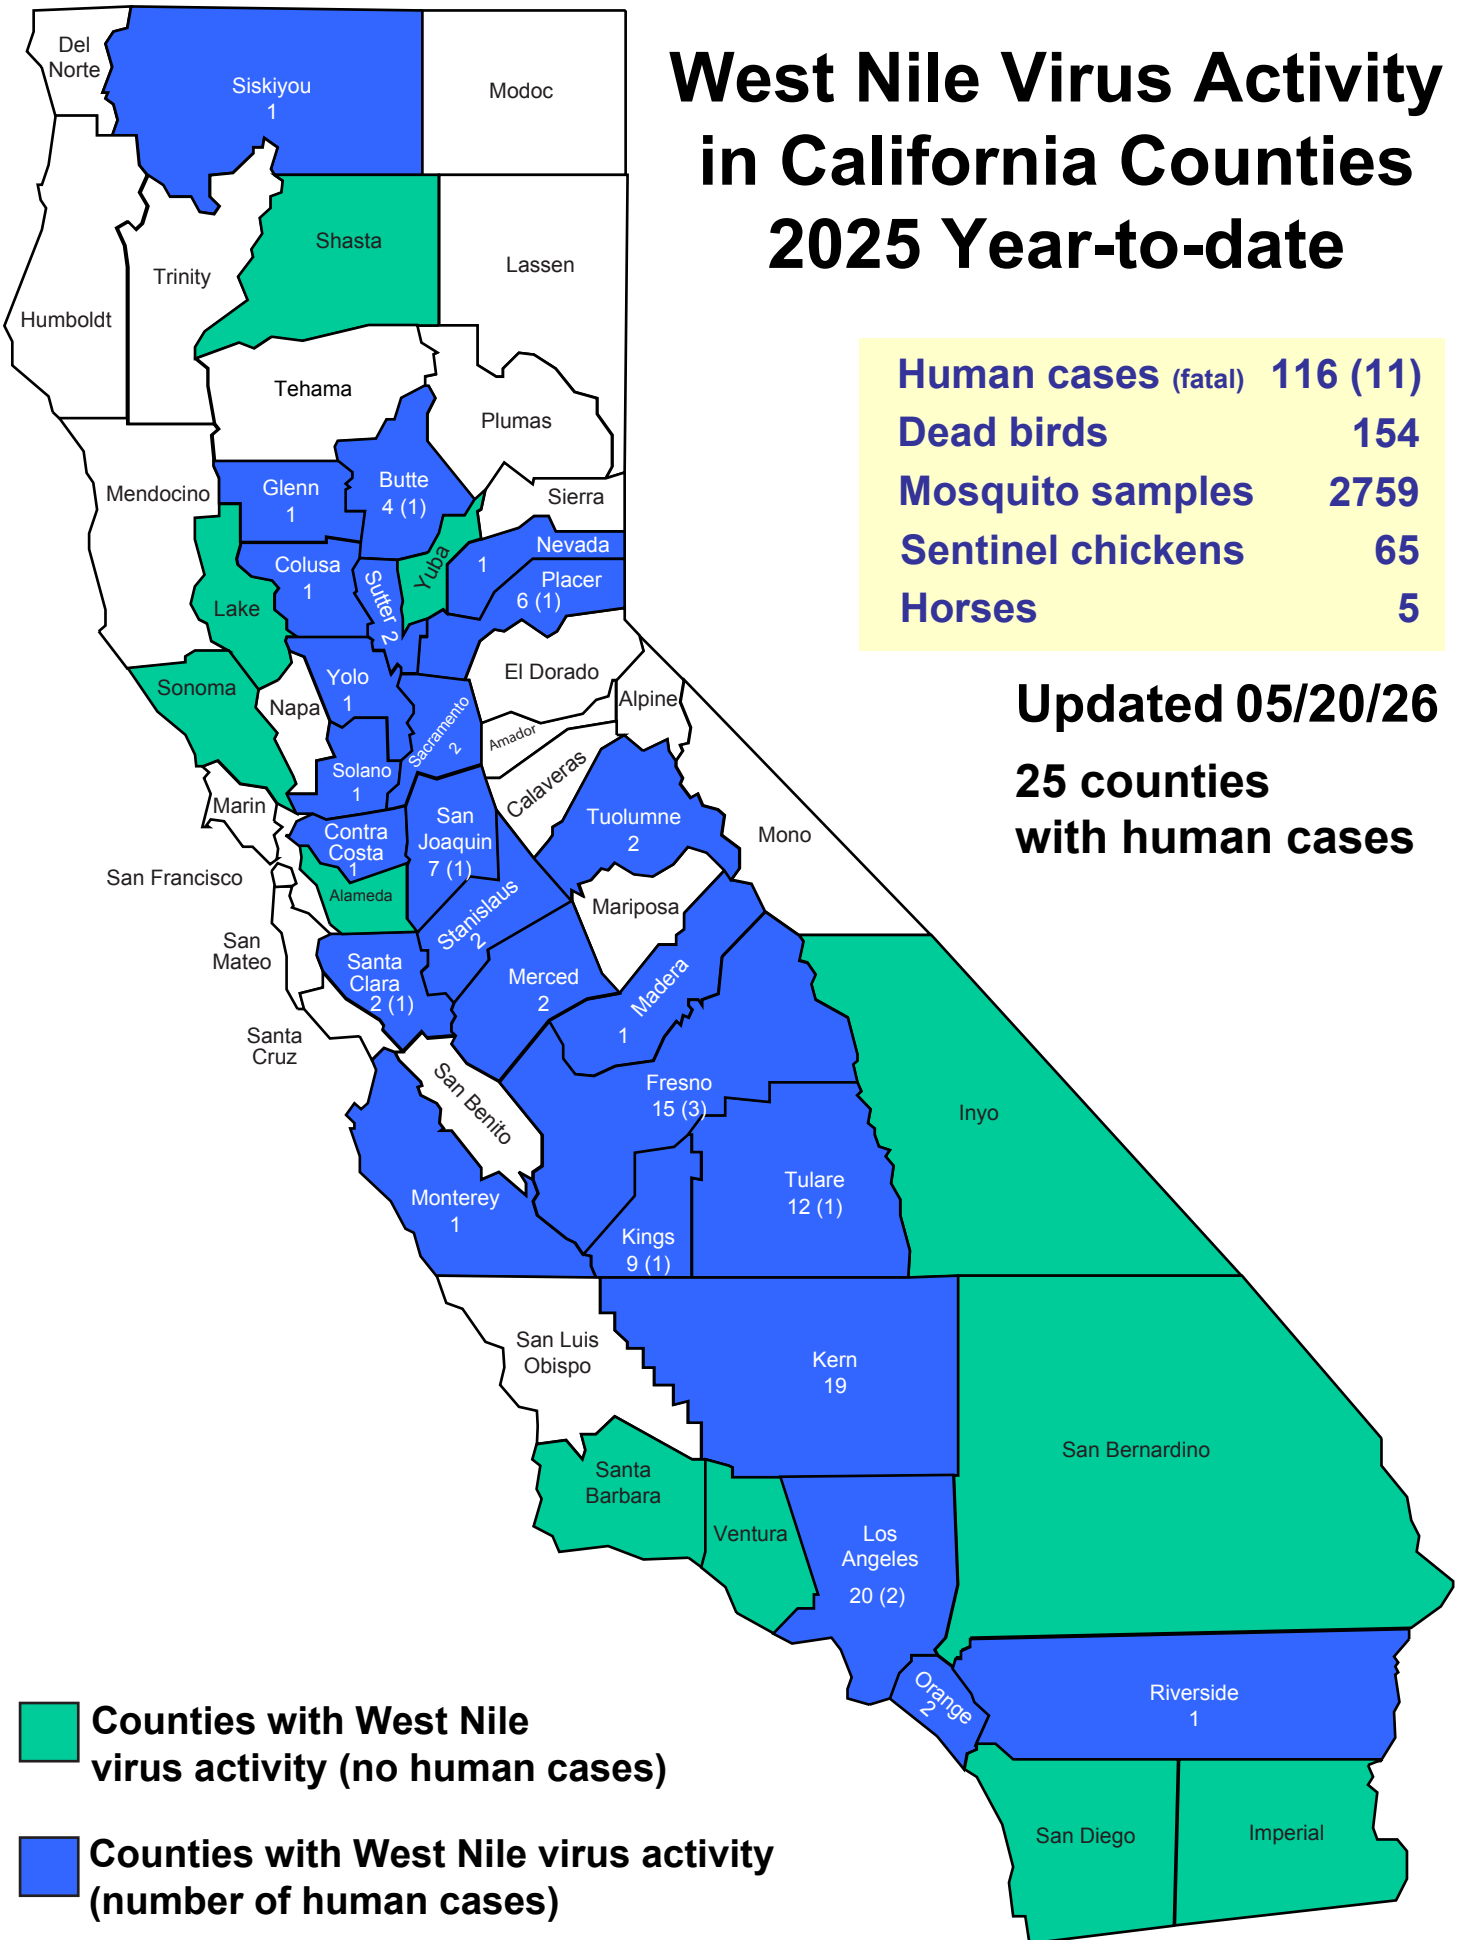 West Nile Virus Activity
in California Counties
2025 Year-to-date
Human cases (fatal) 116 (11)
Dead birds 154
Mosquito samples 2759
Sentinel chickens 65
Horses 5
Updated 05/20/26
25 counties
with human cases
Del
Norte
Siskiyou
1
Modoc
Shasta
Lassen
Trinity
Humboldt
Tehama
Plumas
Mendocino
Glenn
1
Butte
4 (1)
Sierra
Nevada
1
Yuba
Colusa
1
Sutter 2
Placer
6 (1)
Lake
El Dorado
Sonoma
Napa
Yolo
1
Sacramento
2
Alpine
Amador
Calaveras
Solano
1
Marin
Contra
Costa
1
San
Joaquin
7 (1)
Tuolumne
2
Mono
San Francisco
Alameda
Stanislaus
2
Mariposa
San
Mateo
Santa
Clara
2 (1)
Merced
2
Madera
1
Santa
Cruz
San Benito
Fresno
15 (3)
Inyo
Monterey
1
Kings
9 (1)
Tulare
12 (1)
San Luis
Obispo
Kern
19
San Bernardino
Santa
Barbara
Ventura
Los
Angeles
20 (2)
Orange
2
Riverside
1
San Diego
Imperial
Counties with West Nile
virus activity (no human cases)
Counties with West Nile virus activity
(number of human cases)